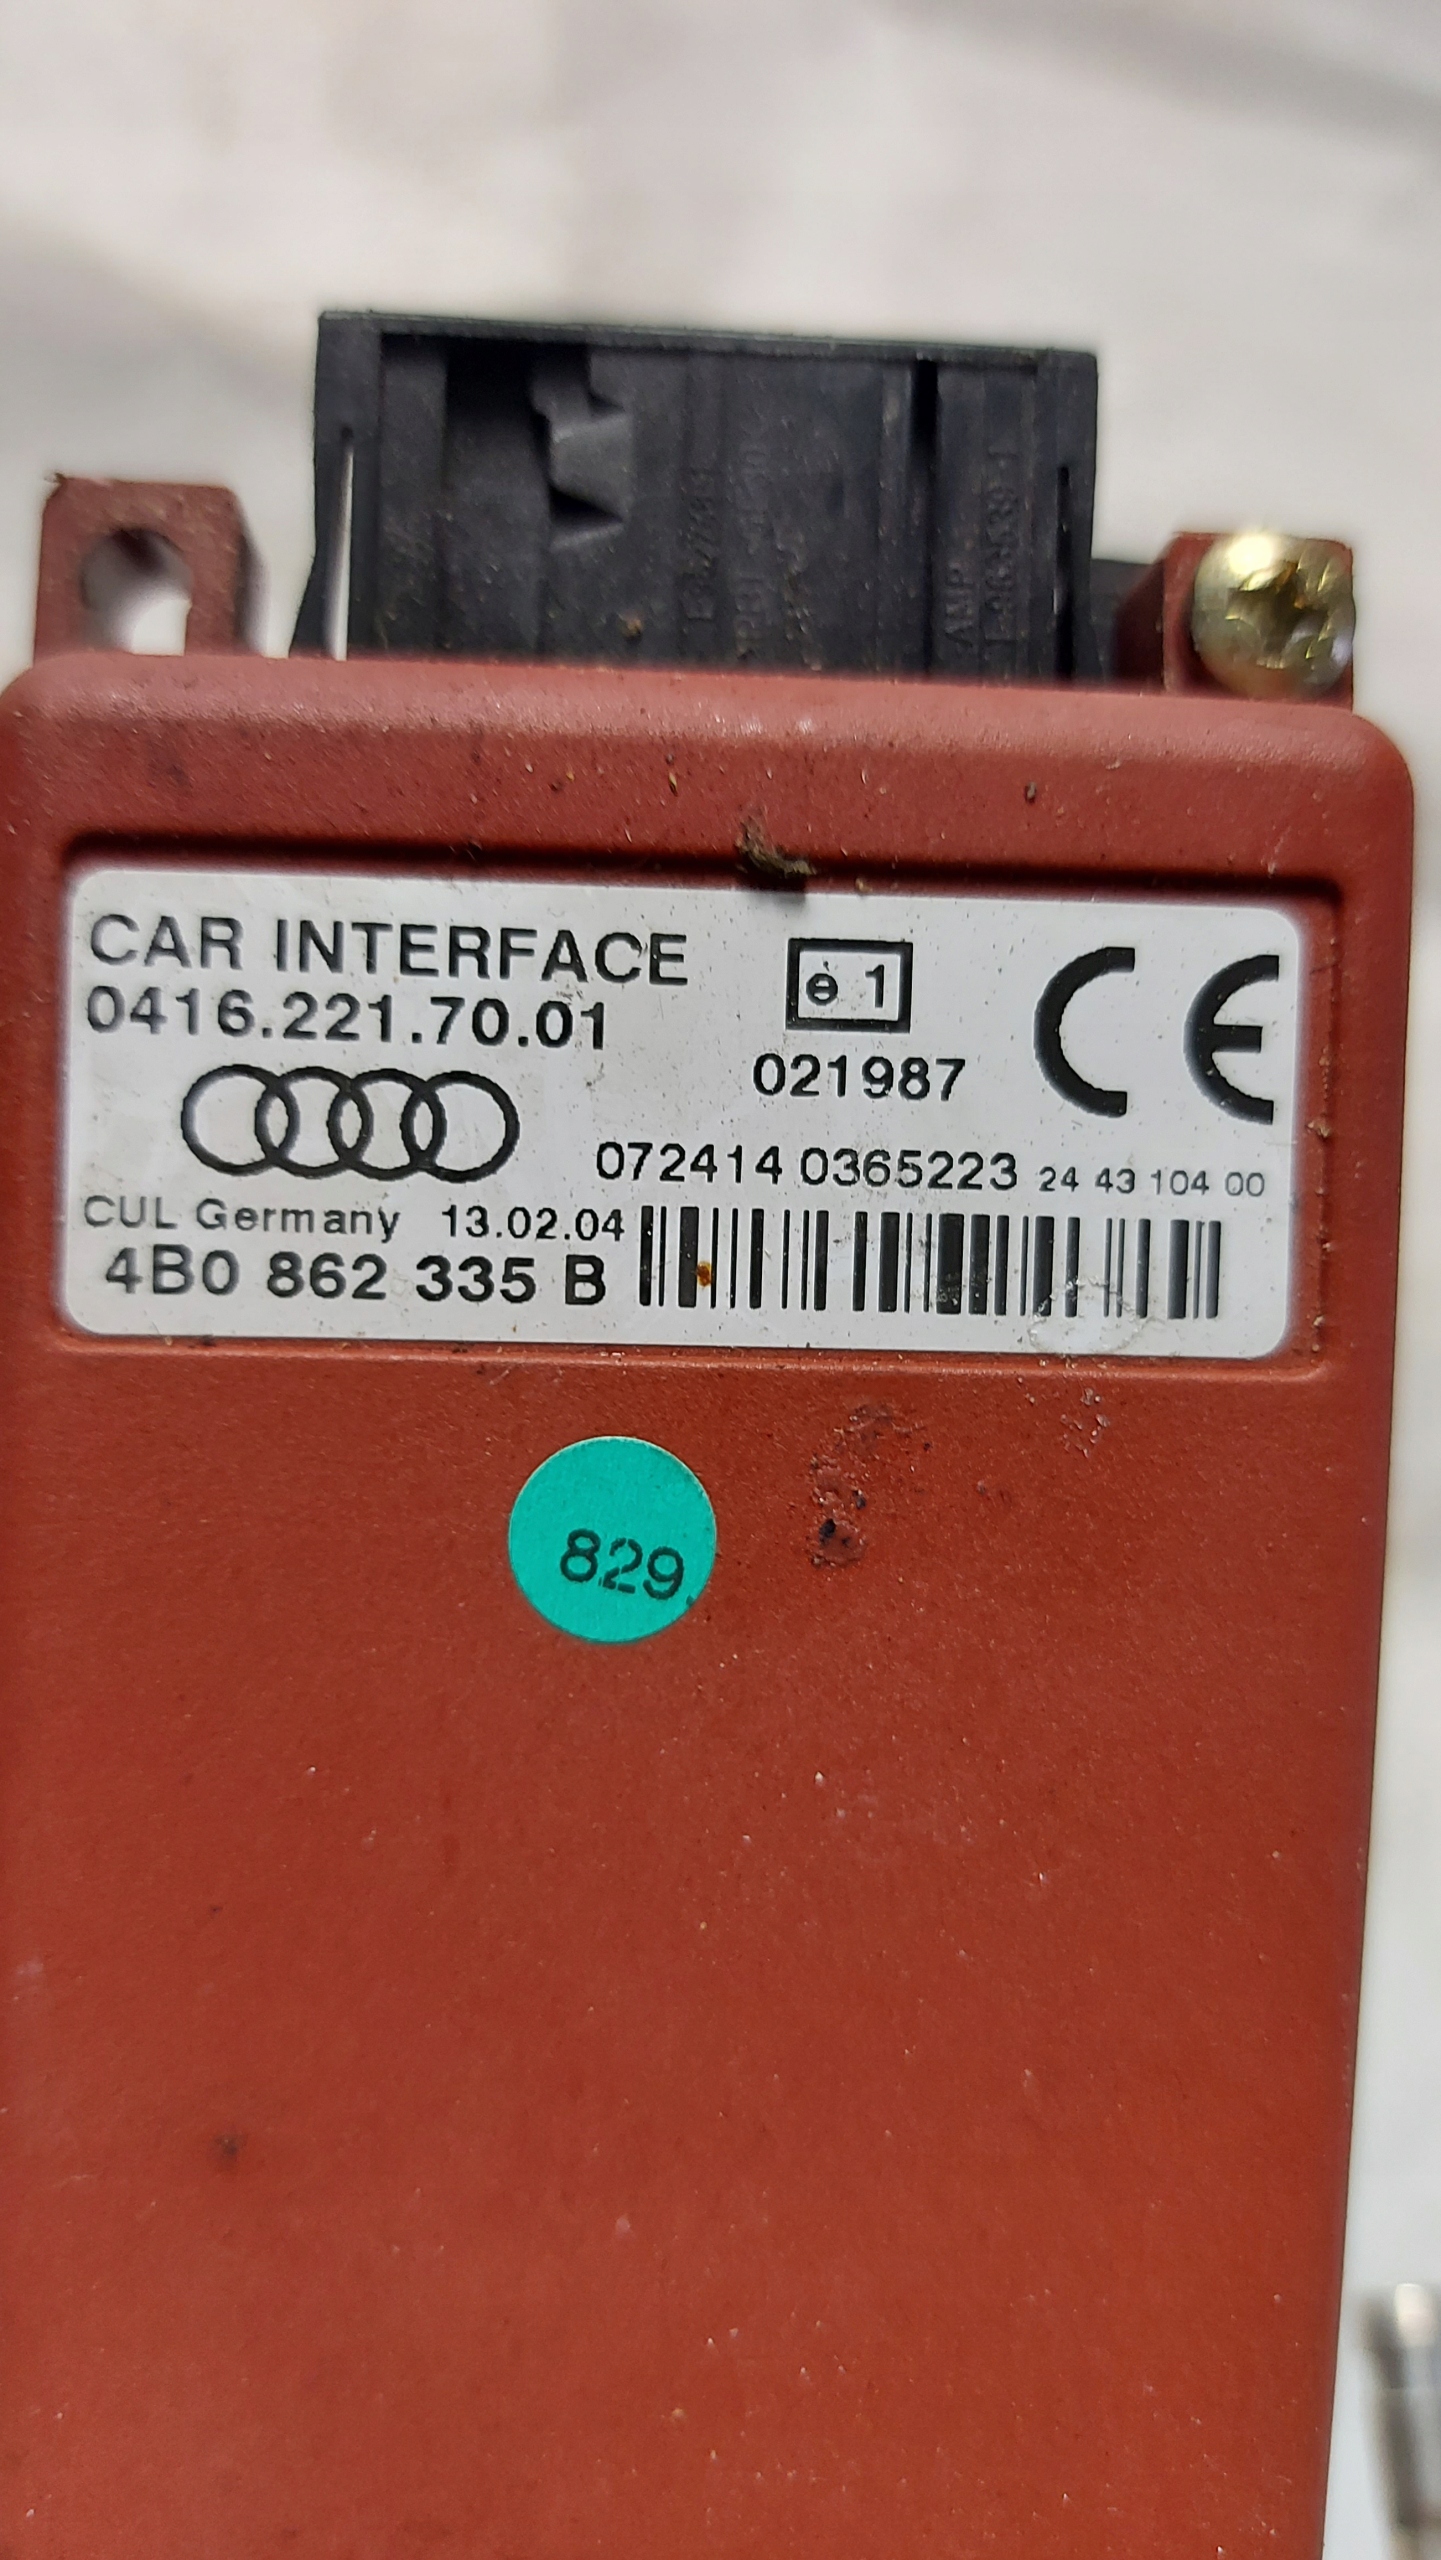 CAR INTERFACE
0416.221.70.01
e 1
021987
CE
072414 0365223 24 43 104 00
CUL Germany 13.02.04
4B0 862 335 B
829
AMP